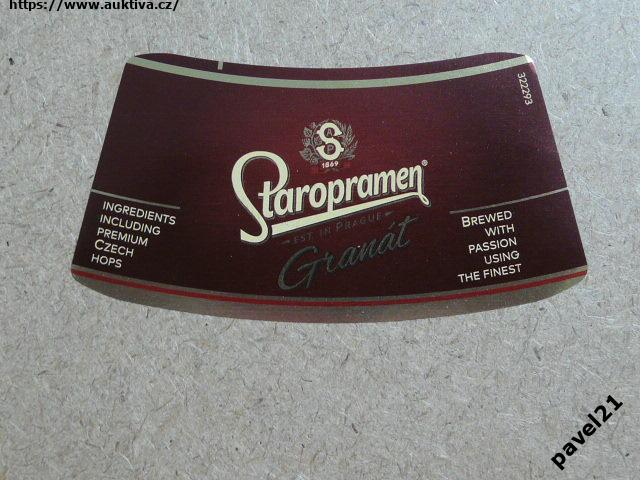 https://www.auktiva.cz/
322293
S
1869
Staropramen®
EST. IN PRAGUE
Granát
INGREDIENTS
INCLUDING
PREMIUM
CZECH
HOPS
BREWED
WITH
PASSION
USING
THE FINEST
pavel21